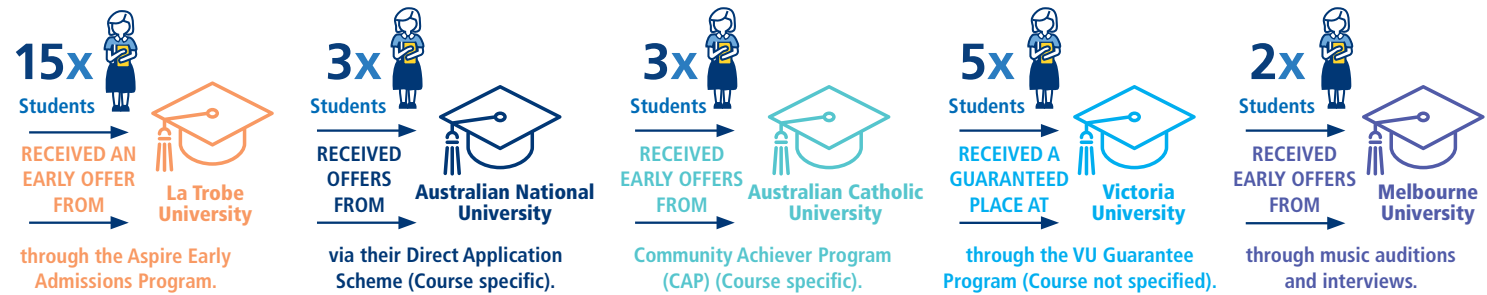 15x
Students
RECEIVED AN
EARLY OFFER
FROM
La Trobe
University
through the Aspire Early
Admissions Program.
3x
Students
RECEIVED
OFFERS
FROM
Australian National
University
via their Direct Application
Scheme (Course specific).
3x
Students
RECEIVED
EARLY OFFERS
FROM
Australian Catholic
University
Community Achiever Program
(CAP) (Course specific).
5x
Students
RECEIVED A
GUARANTEED
PLACE AT
Victoria
University
through the VU Guarantee
Program (Course not specified).
2x
Students
RECEIVED
EARLY OFFERS
FROM
Melbourne
University
through music auditions
and interviews.